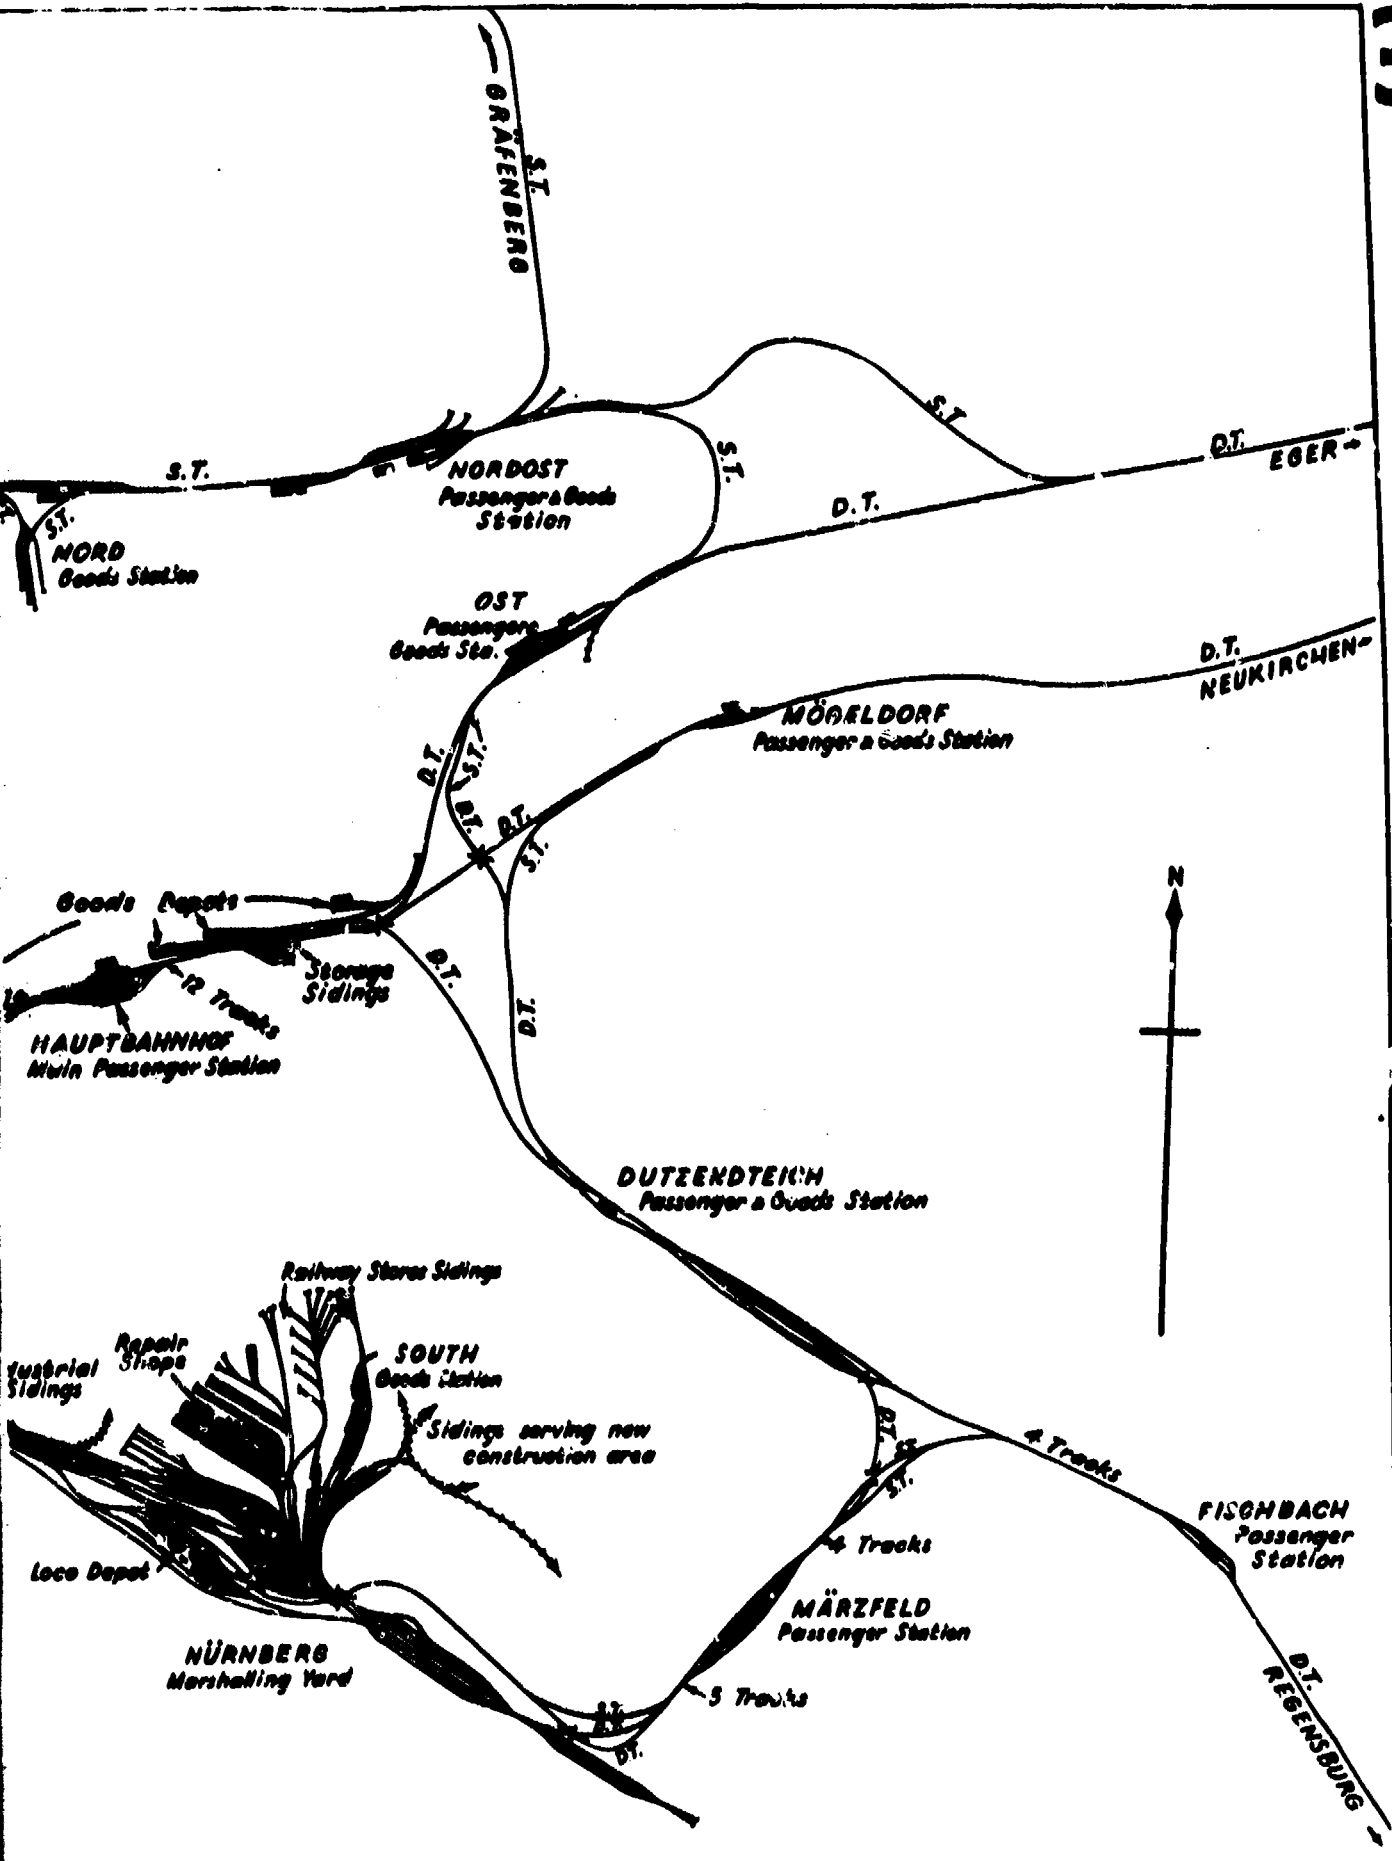 GRÄFENBERG
S.T.
S.T.
S.T.
D.T.
EGER
S.T.
NORDOST
Passenger & Goods
Station
S.T.
D.T.
S.T.
NORD
Goods Station
OST
Passenger &
Goods Sta.
D.T.
NEUKIRCHEN
MÖGELDORF
Passenger & Goods Station
D.T.
S.T.
D.T.
D.T.
S.T.
N
Goods Depots
D.T.
Storage
Sidings
12 Tracks
D.T.
HAUPTBAHNHOF
Main Passenger Station
DUTZENDTEICH
Passenger & Goods Station
Railway Stores Sidings
Repair
Shops
SOUTH
Goods Station
ustrial
Sidings
Sidings serving new
construction area
D.T.
S.T.
4 Tracks
FISCHBACH
Passenger
Station
4 Tracks
Loco Depot
MÄRZFELD
Passenger Station
NÜRNBERG
Marshalling Yard
5 Tracks
S.T.
D.T.
D.T.
REGENSBURG